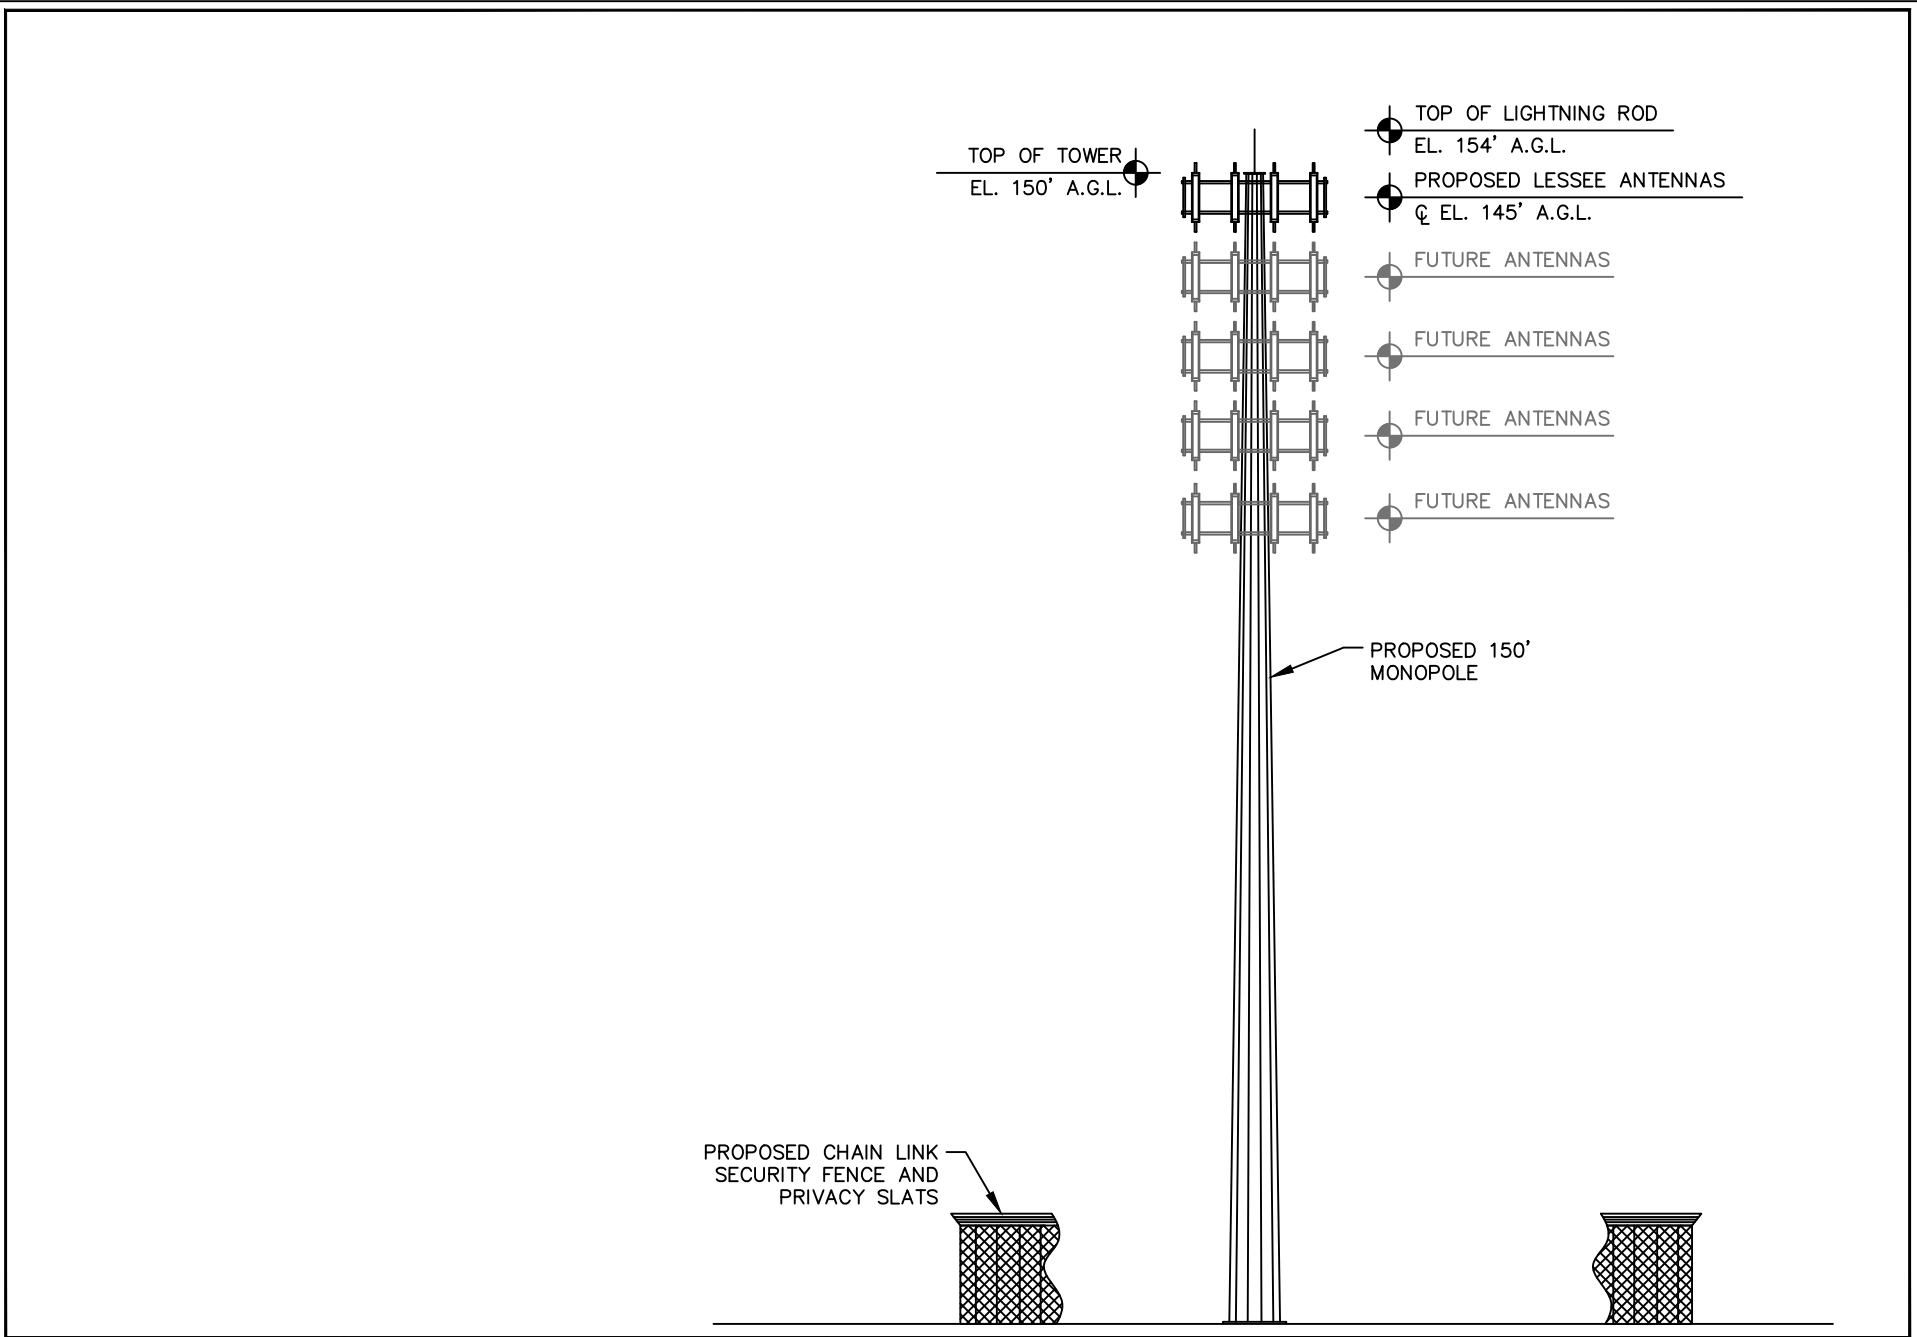 TOP OF LIGHTNING ROD
EL. 154' A.G.L.
TOP OF TOWER
EL. 150' A.G.L.
PROPOSED LESSEE ANTENNAS
℄ EL. 145' A.G.L.
FUTURE ANTENNAS
FUTURE ANTENNAS
FUTURE ANTENNAS
FUTURE ANTENNAS
PROPOSED 150'
MONOPOLE
PROPOSED CHAIN LINK
SECURITY FENCE AND
PRIVACY SLATS